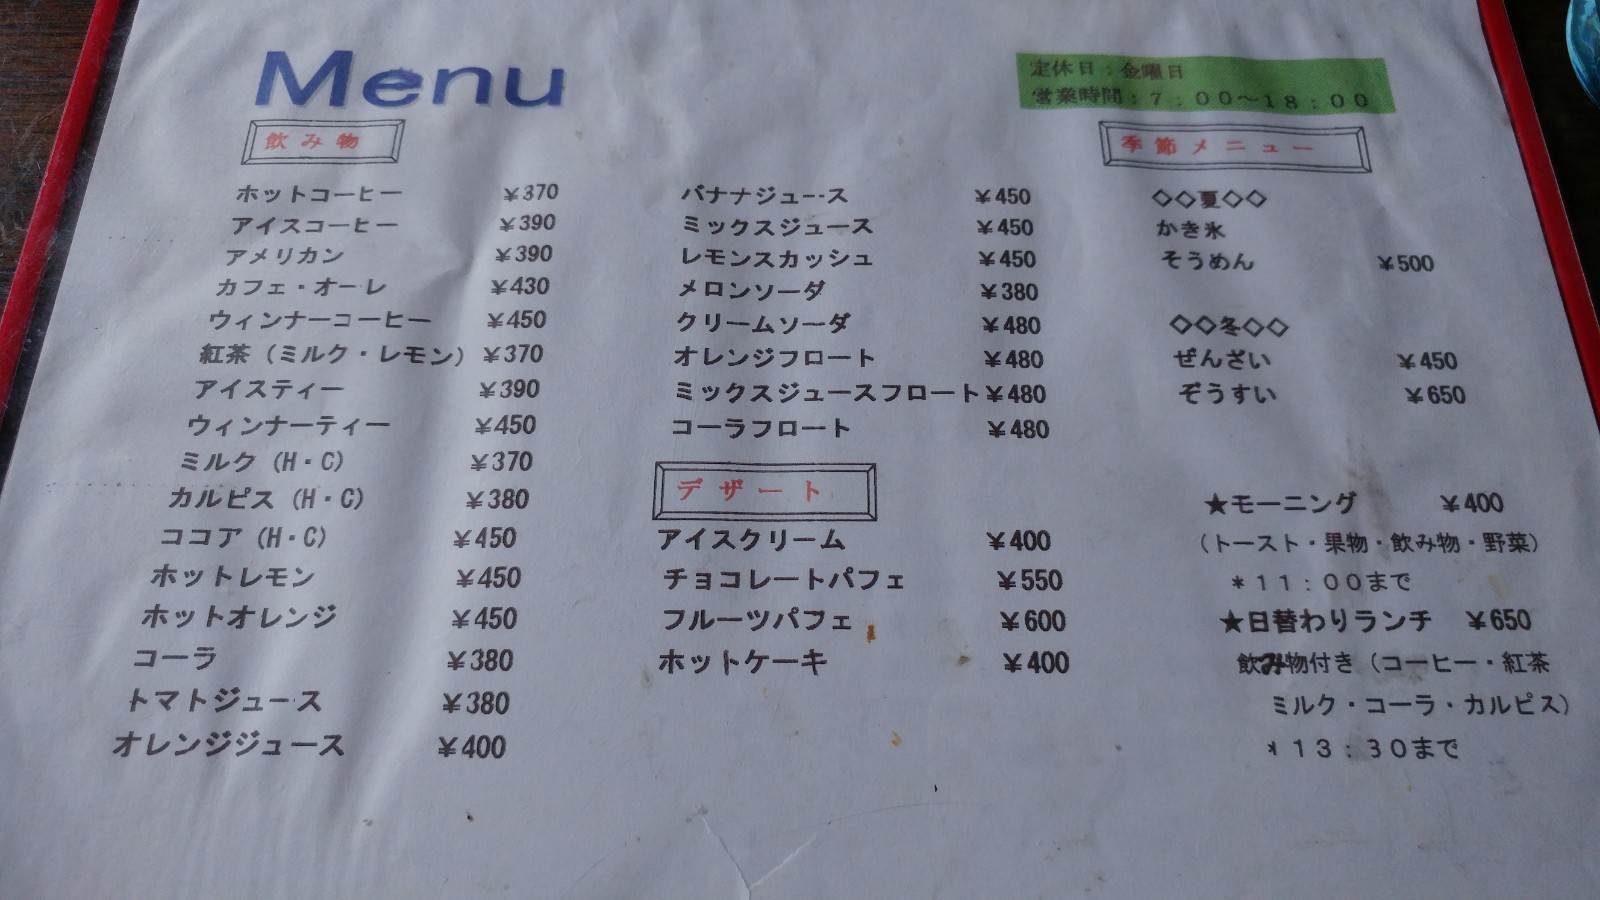 Menu
定休日：金曜日
営業時間：７：００～１８：００
飲み物
ホットコーヒー ￥370
アイスコーヒー ￥390
アメリカン ￥390
カフェ・オーレ ￥430
ウィンナーコーヒー ￥450
紅茶（ミルク・レモン） ￥370
アイスティー ￥390
ウィンナーティー ￥450
ミルク（H・C） ￥370
カルピス（H・C） ￥380
ココア（H・C） ￥450
ホットレモン ￥450
ホットオレンジ ￥450
コーラ ￥380
トマトジュース ￥380
オレンジジュース ￥400
バナナジュース ￥450
ミックスジュース ￥450
レモンスカッシュ ￥450
メロンソーダ ￥380
クリームソーダ ￥480
オレンジフロート ￥480
ミックスジュースフロート ￥480
コーラフロート ￥480
デザート
アイスクリーム ￥400
チョコレートパフェ ￥550
フルーツパフェ ￥600
ホットケーキ ￥400
季節メニュー
◇◇夏◇◇
かき氷
そうめん ￥500
◇◇冬◇◇
ぜんざい ￥450
ぞうすい ￥650
★モーニング ￥400
（トースト・果物・飲み物・野菜）
＊１１：００まで
★日替わりランチ ￥650
飲み物付き（コーヒー・紅茶
ミルク・コーラ・カルピス）
＊１３：３０まで